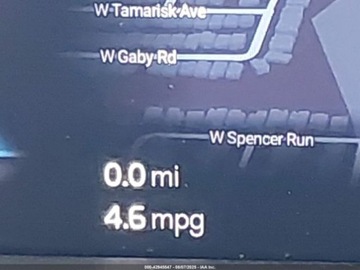 W Tamarisk Ave
W Gaby Rd
W Spencer Run
0.0 mi
4.6 mpg